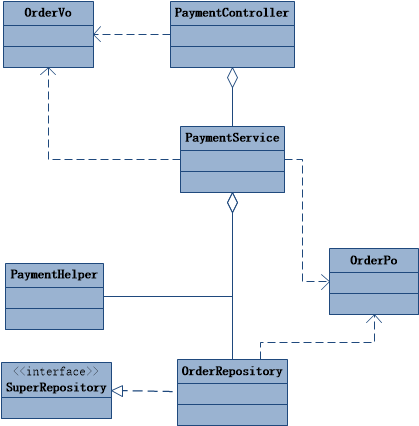 OrderVo
PaymentController
PaymentService
OrderPo
PaymentHelper
<<interface>>
SuperRepository
OrderRepository